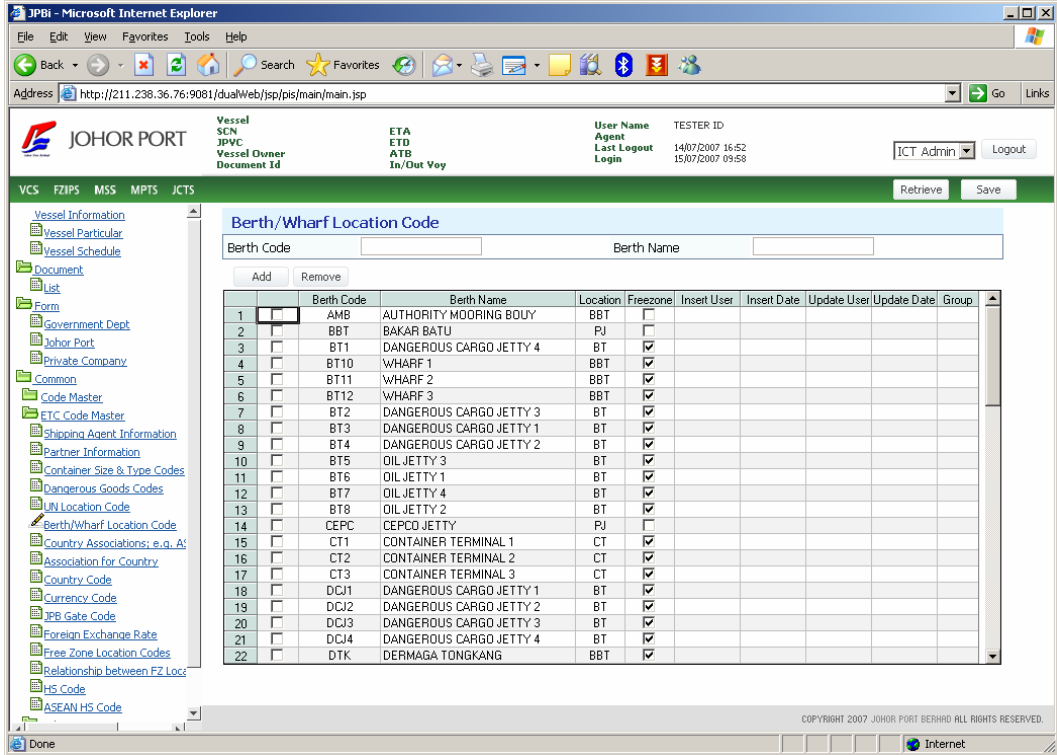 JPBi - Microsoft Internet Explorer
File Edit View Favorites Tools Help
Back Search Favorites
Address http://211.238.36.76:9081/dualWeb/jsp/pis/main/main.jsp Go Links
JOHOR PORT
Vessel
SCN ETA User Name TESTER ID
JPVC ETD Agent
Vessel Owner ATB Last Logout 14/07/2007 16:52
Document Id In/Out Voy Login 15/07/2007 09:58
ICT Admin Logout
VCS FZIPS MSS MPTS JCTS Retrieve Save
Vessel Information
Vessel Particular
Vessel Schedule
Document
List
Form
Government Dept
Johor Port
Private Company
Common
Code Master
ETC Code Master
Shipping Agent Information
Partner Information
Container Size & Type Codes
Dangerous Goods Codes
UN Location Code
Berth/Wharf Location Code
Country Associations; e.g. AS
Association for Country
Country Code
Currency Code
JPB Gate Code
Foreign Exchange Rate
Free Zone Location Codes
Relationship between FZ Loca
HS Code
ASEAN HS Code
Berth/Wharf Location Code
Berth Code Berth Name
Add Remove
Berth Code Berth Name Location Freezone Insert User Insert Date Update User Update Date Group
1 AMB AUTHORITY MOORING BOUY BBT
2 BBT BAKAR BATU PJ
3 BT1 DANGEROUS CARGO JETTY 4 BT
4 BT10 WHARF 1 BBT
5 BT11 WHARF 2 BBT
6 BT12 WHARF 3 BBT
7 BT2 DANGEROUS CARGO JETTY 3 BT
8 BT3 DANGEROUS CARGO JETTY 1 BT
9 BT4 DANGEROUS CARGO JETTY 2 BT
10 BT5 OIL JETTY 3 BT
11 BT6 OIL JETTY 1 BT
12 BT7 OIL JETTY 4 BT
13 BT8 OIL JETTY 2 BT
14 CEPC CEPCO JETTY PJ
15 CT1 CONTAINER TERMINAL 1 CT
16 CT2 CONTAINER TERMINAL 2 CT
17 CT3 CONTAINER TERMINAL 3 CT
18 DCJ1 DANGEROUS CARGO JETTY 1 BT
19 DCJ2 DANGEROUS CARGO JETTY 2 BT
20 DCJ3 DANGEROUS CARGO JETTY 3 BT
21 DCJ4 DANGEROUS CARGO JETTY 4 BT
22 DTK DERMAGA TONGKANG BBT
COPYRIGHT 2007 JOHOR PORT BERHAD ALL RIGHTS RESERVED.
Done Internet